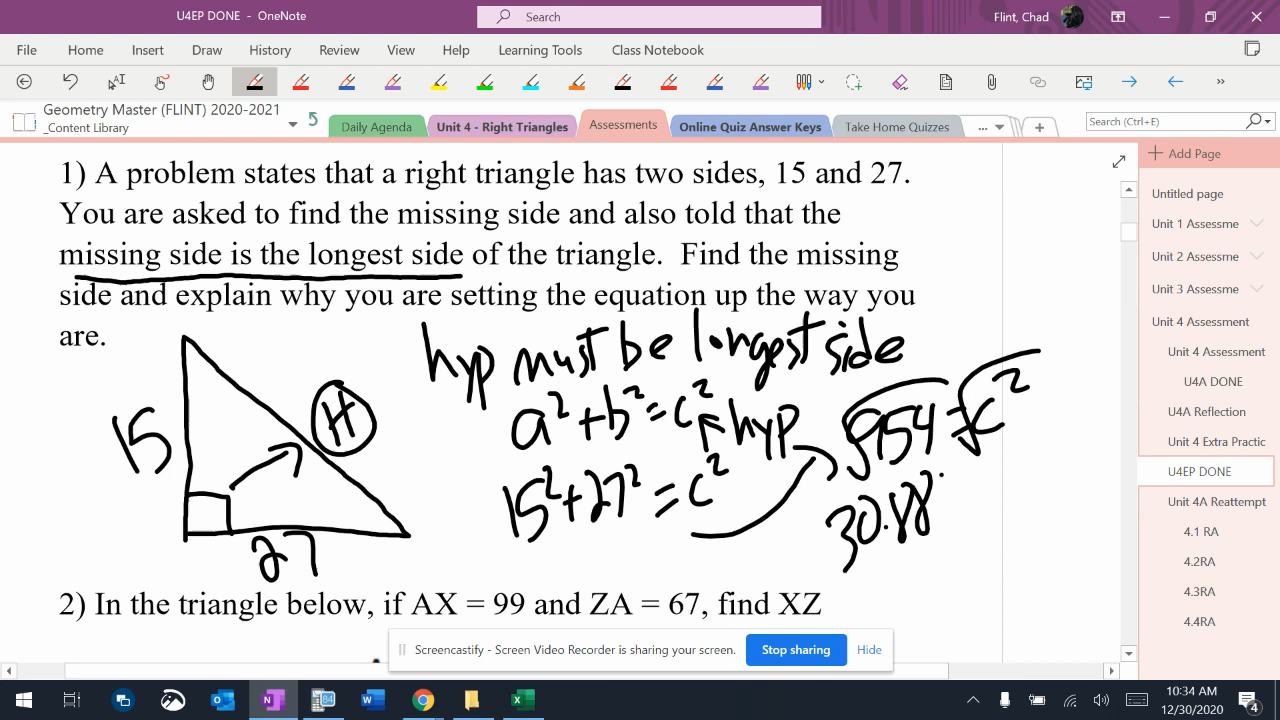 U4EP DONE - OneNote
Search
Flint, Chad
File Home Insert Draw History Review View Help Learning Tools Class Notebook
Geometry Master (FLINT) 2020-2021
_Content Library
Daily Agenda
Unit 4 - Right Triangles
Assessments
Online Quiz Answer Keys
Take Home Quizzes
...
Search (Ctrl+E)
Add Page
Untitled page
Unit 1 Assessme
Unit 2 Assessme
Unit 3 Assessme
Unit 4 Assessment
Unit 4 Assessment
U4A DONE
U4A Reflection
Unit 4 Extra Practic
U4EP DONE
Unit 4A Reattempt
4.1 RA
4.2RA
4.3RA
4.4RA
1) A problem states that a right triangle has two sides, 15 and 27.
You are asked to find the missing side and also told that the
missing side is the longest side of the triangle.  Find the missing
side and explain why you are setting the equation up the way you
are.
15
H
27
hyp must be longest side
a² + b² = c² hyp
15² + 27² = c²
√954 = √c²
30.88
2) In the triangle below, if AX = 99 and ZA = 67, find XZ
Screencastify - Screen Video Recorder is sharing your screen.
Stop sharing
Hide
10:34 AM
12/30/2020
4